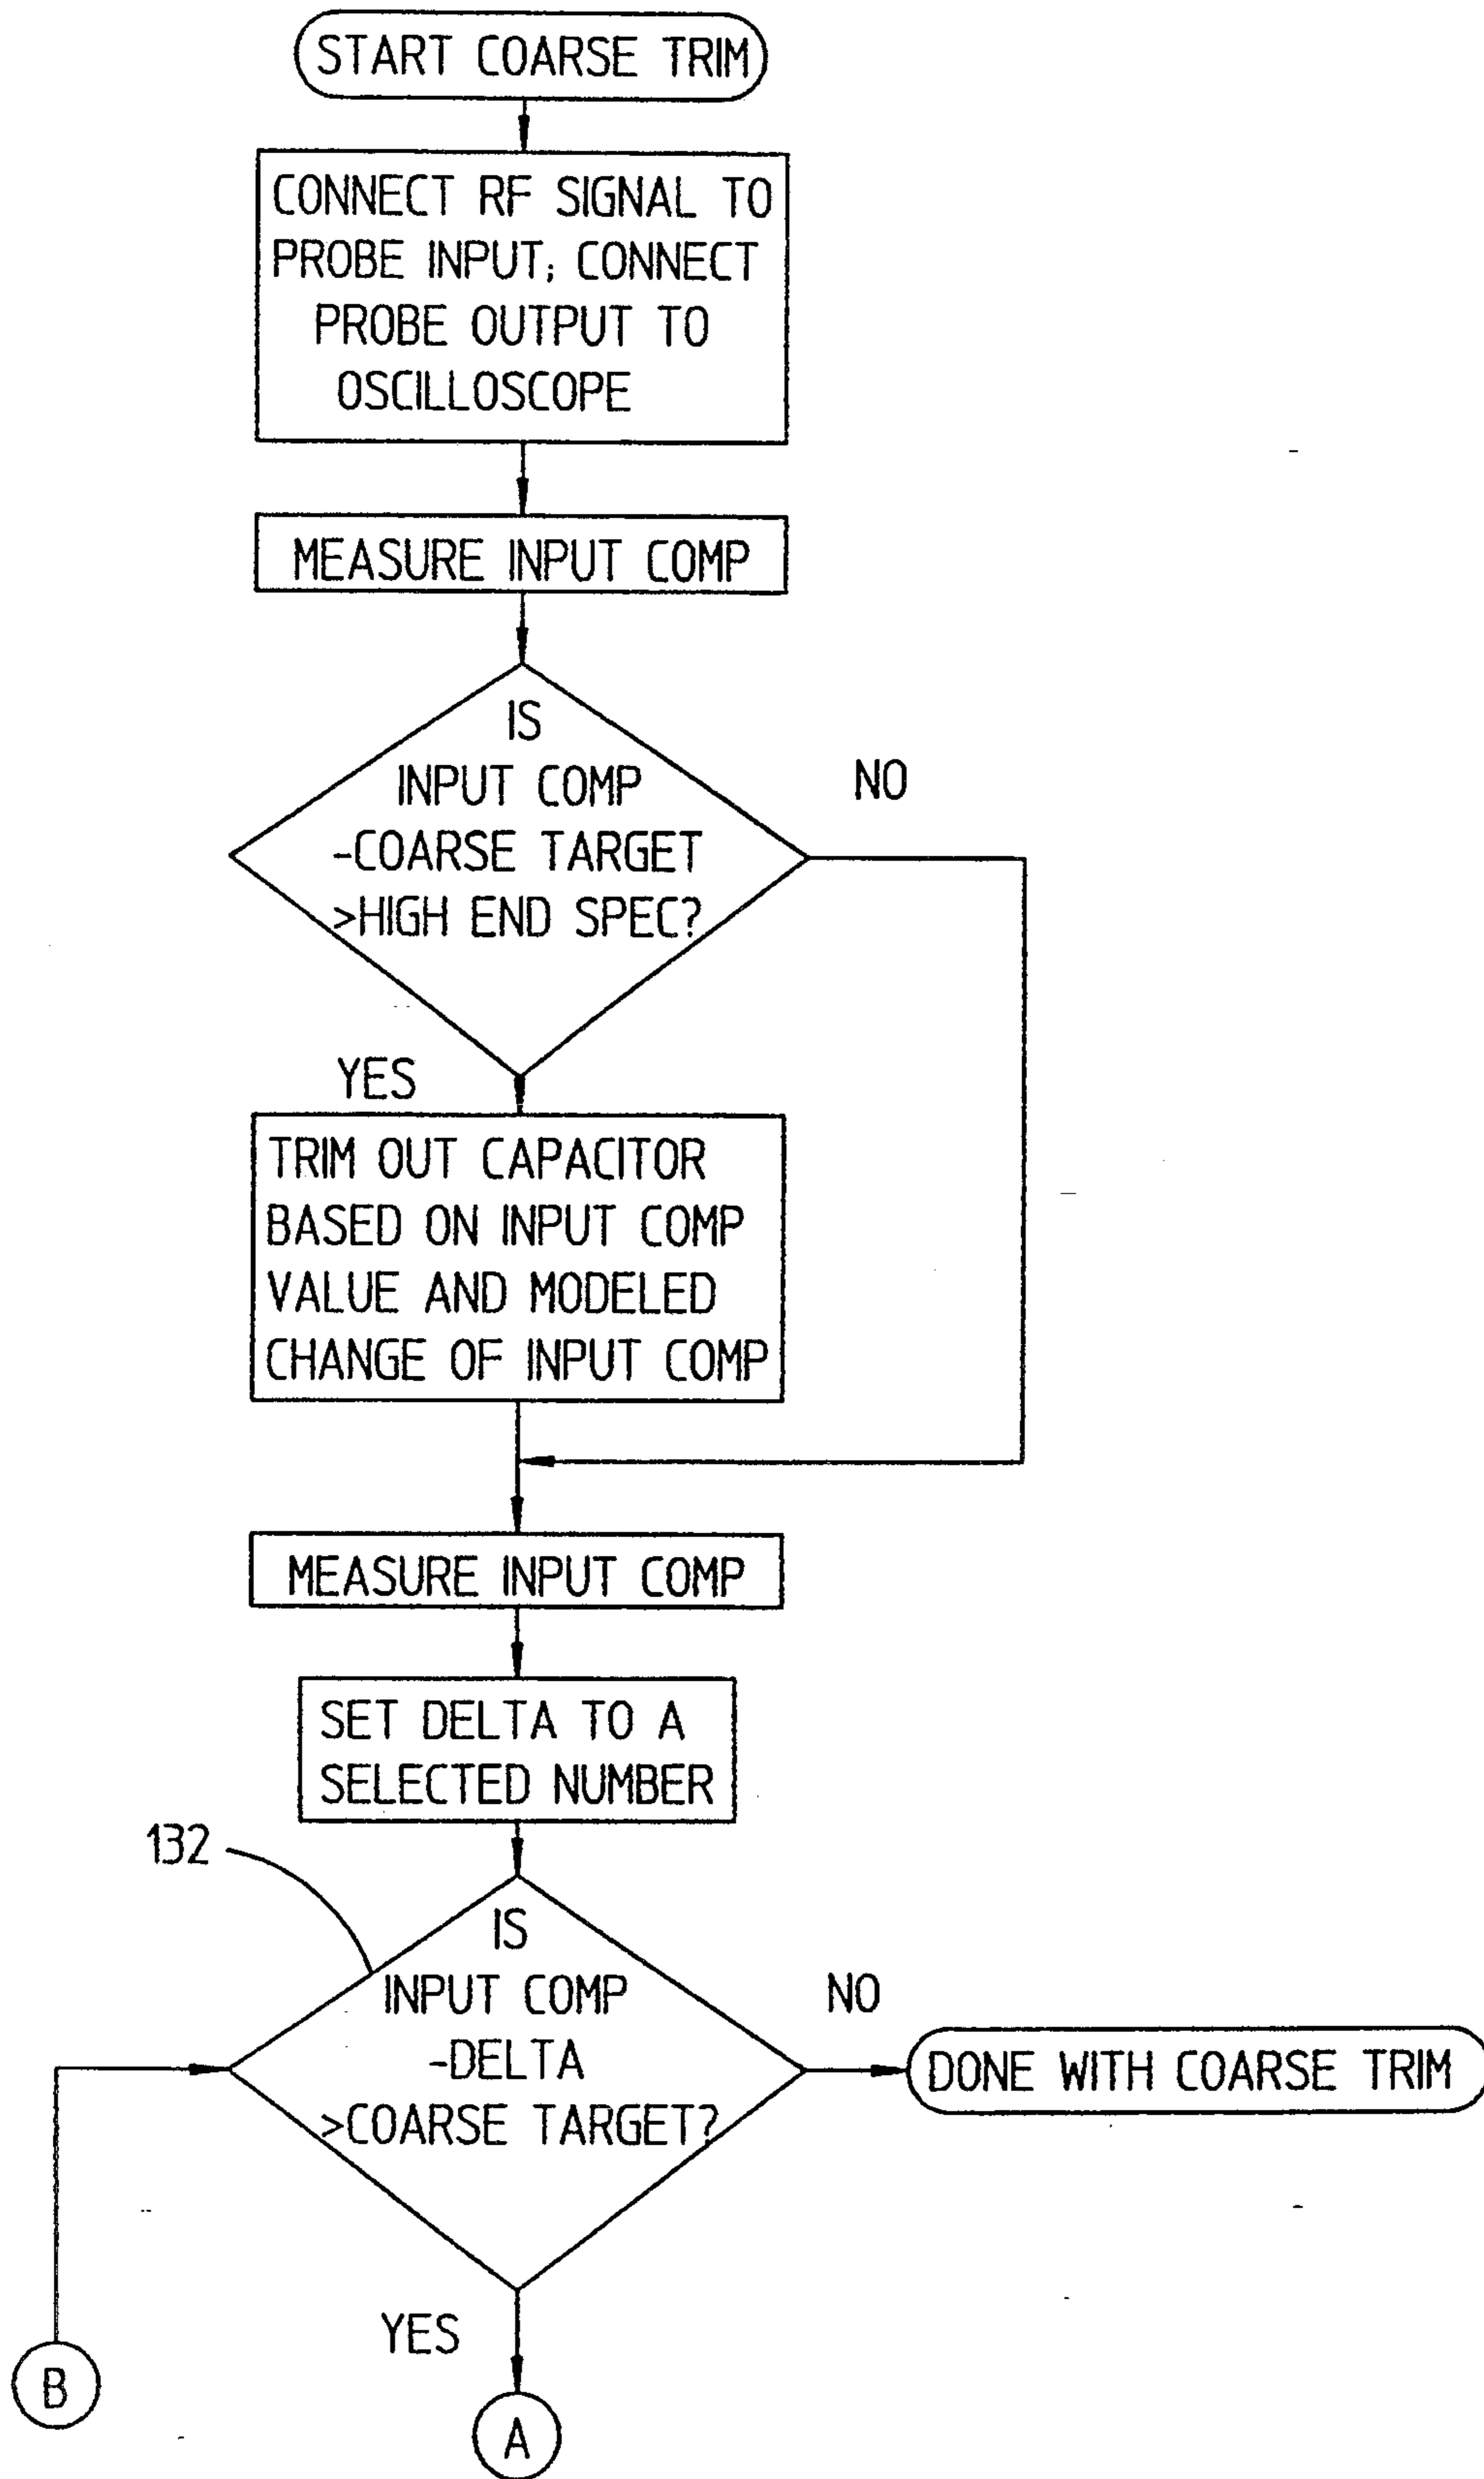 START COARSE TRIM
CONNECT RF SIGNAL TO
PROBE INPUT; CONNECT
PROBE OUTPUT TO
OSCILLOSCOPE
MEASURE INPUT COMP
IS
INPUT COMP
-COARSE TARGET
>HIGH END SPEC?
NO
YES
TRIM OUT CAPACITOR
BASED ON INPUT COMP
VALUE AND MODELED
CHANGE OF INPUT COMP
MEASURE INPUT COMP
SET DELTA TO A
SELECTED NUMBER
132
IS
INPUT COMP
-DELTA
>COARSE TARGET?
NO
DONE WITH COARSE TRIM
YES
B
A